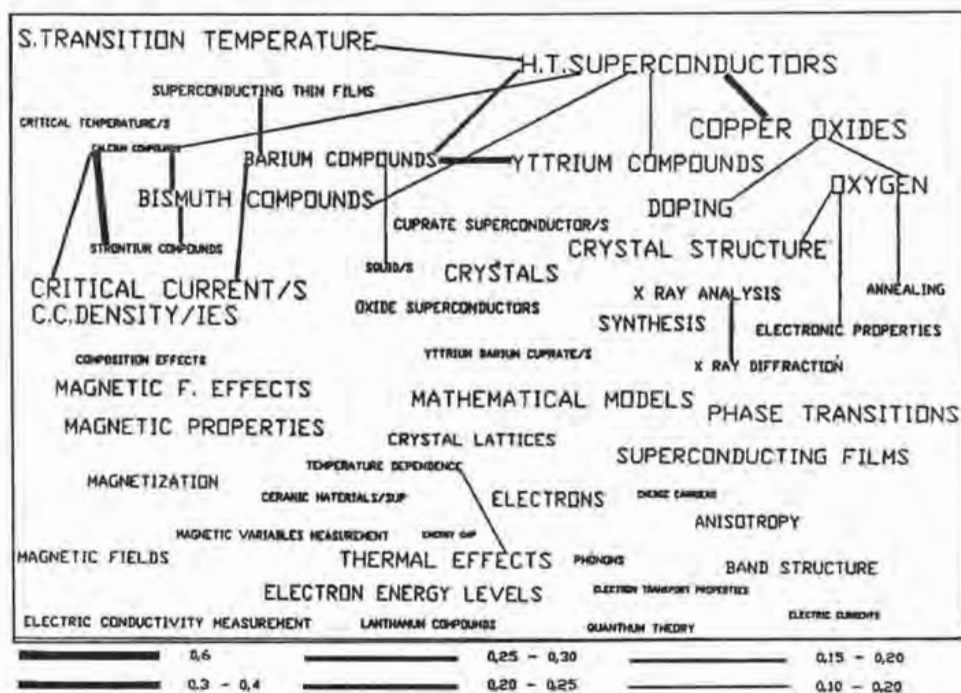 S.TRANSITION TEMPERATURE
H.T.SUPERCONDUCTORS
SUPERCONDUCTING THIN FILMS
CRITICAL TEMPERATURE/S
COPPER OXIDES
CALCIUM COMPOUNDS
BARIUM COMPOUNDS
YTTRIUM COMPOUNDS
OXYGEN
BISMUTH COMPOUNDS
DOPING
CUPRATE SUPERCONDUCTOR/S
STRONTIUR COMPOUNDS
CRYSTAL STRUCTURE
SOLID/S
CRYSTALS
CRITICAL CURRENT/S
X RAY ANALYSIS
ANNEALING
C.C.DENSITY/IES
OXIDE SUPERCONDUCTORS
SYNTHESIS
ELECTRONIC PROPERTIES
COMPOSITION EFFECTS
YTTRIUM BARIUM CUPRATE/S
X RAY DIFFRACTION
MAGNETIC F. EFFECTS
MATHEMATICAL MODELS
PHASE TRANSITIONS
MAGNETIC PROPERTIES
CRYSTAL LATTICES
SUPERCONDUCTING FILMS
TEMPERATURE DEPENDENCE
MAGNETIZATION
CERANIC MATERIALS/SUP
ELECTRONS
CHARGE CARRIERS
ANISOTROPY
MAGNETIC VARIABLES MEASUREMENT
ENERGY GAP
MAGNETIC FIELDS
THERMAL EFFECTS
PHONONS
BAND STRUCTURE
ELECTRON ENERGY LEVELS
ELECTRON TRANSPORT PROPERTIES
ELECTRIC CURRENTS
ELECTRIC CONDUCTIVITY MEASUREMENT
LANTHANUM COMPOUNDS
QUANTHUM THEORY
0,6
0,25 - 0,30
0,15 - 0,20
0,3 - 0,4
0,20 - 0,25
0,10 - 0,20